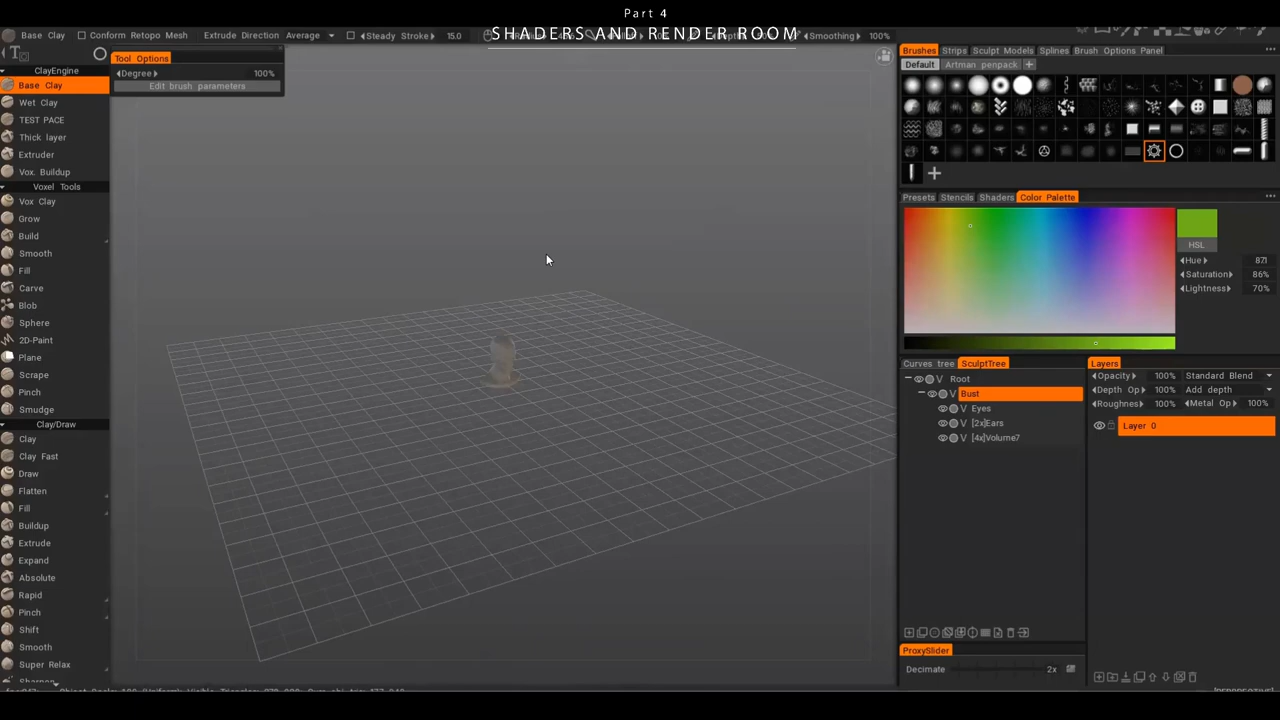 Part 4
SHADERS AND RENDER ROOM
Base Clay
Conform Retopo Mesh
Extrude Direction
Average
Steady Stroke
15.0
100%
Smoothing
100%
Tool Options
Degree
100%
Edit brush parameters
ClayEngine
Base Clay
Wet Clay
TEST PACE
Thick layer
Extruder
Vox. Buildup
Voxel Tools
Vox Clay
Grow
Build
Smooth
Fill
Carve
Blob
Sphere
2D-Paint
Plane
Scrape
Pinch
Smudge
Clay/Draw
Clay
Clay Fast
Draw
Flatten
Fill
Buildup
Extrude
Expand
Absolute
Rapid
Pinch
Shift
Smooth
Super Relax
Brushes
Strips
Sculpt Models
Splines
Brush Options Panel
Default
Artman penpack
Presets
Stencils
Shaders
Color Palette
HSL
Hue
Saturation
86%
Lightness
70%
Curves tree
SculptTree
V Root
V Bust
V Eyes
V [2x]Ears
V [4x]Volume7
Layers
Opacity
100%
Standard Blend
Depth Op
100%
Add depth
Roughness
100%
Metal Op
100%
Layer 0
ProxySlider
Decimate
2x